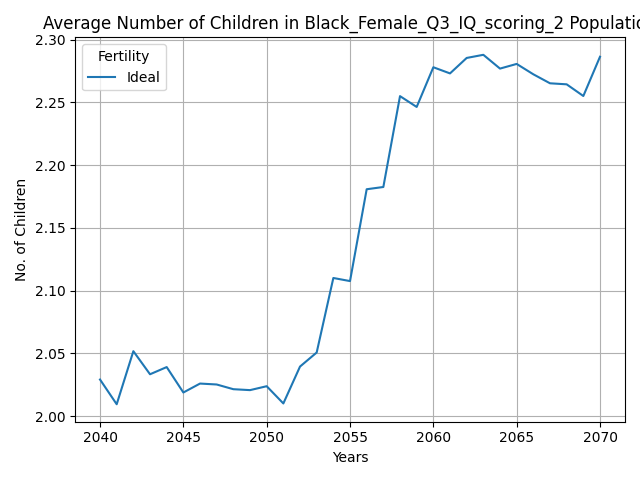 Average Number of Children in Black_Female_Q3_IQ_scoring_2 Populatio
2.30
2.25
2.20
2.15
2.10
2.05
2.00
No. of Children
Fertility
Ideal
2040 2045 2050 2055 2060 2065 2070
Years